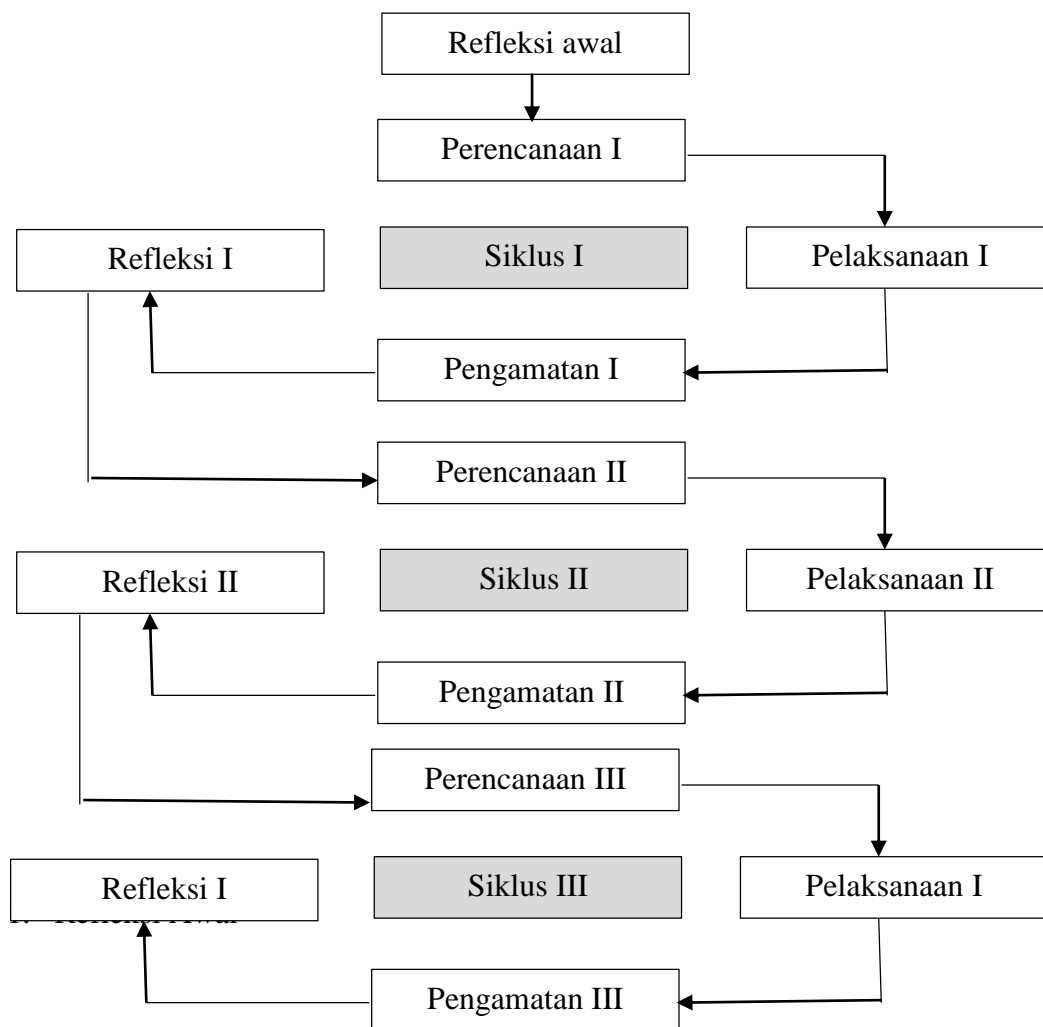 Refleksi awal
Perencanaan I
Refleksi I
Siklus I
Pelaksanaan I
Pengamatan I
Perencanaan II
Refleksi II
Siklus II
Pelaksanaan II
Pengamatan II
Perencanaan III
Refleksi I
Siklus III
Pelaksanaan I
Pengamatan III